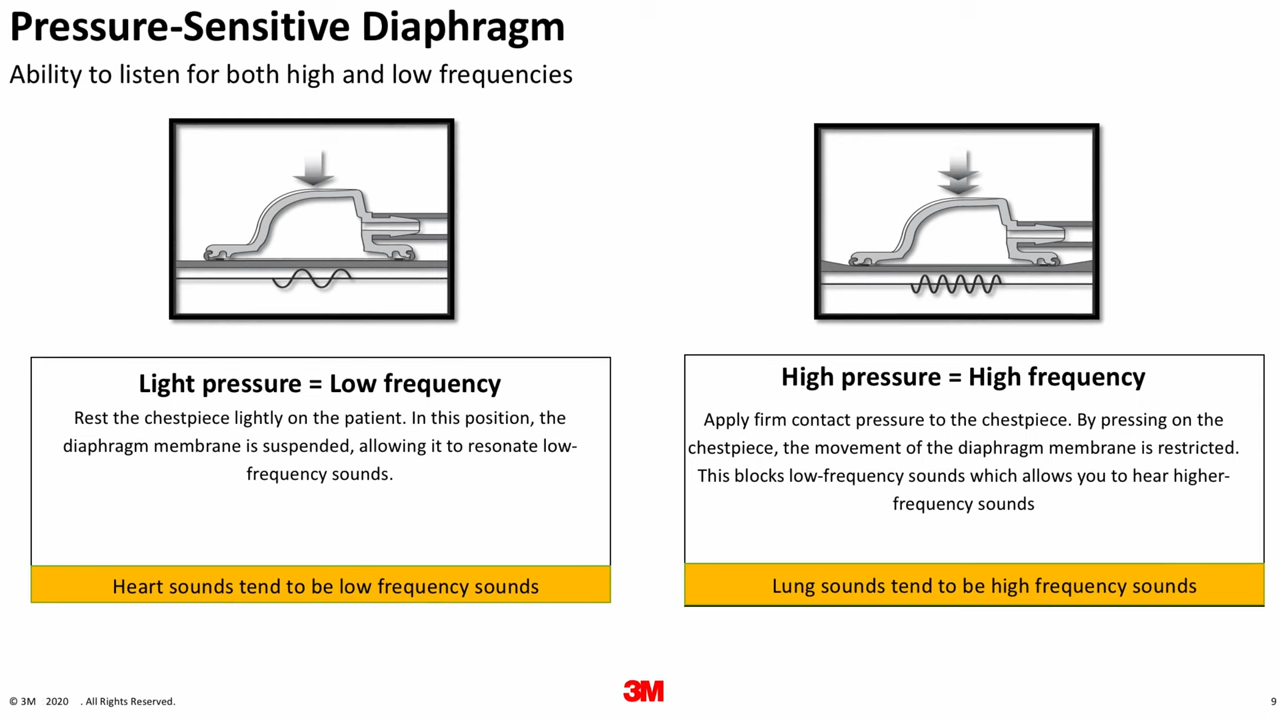 Pressure-Sensitive Diaphragm
Ability to listen for both high and low frequencies
Light pressure = Low frequency
Rest the chestpiece lightly on the patient. In this position, the
diaphragm membrane is suspended, allowing it to resonate low-
frequency sounds.
Heart sounds tend to be low frequency sounds
High pressure = High frequency
Apply firm contact pressure to the chestpiece. By pressing on the
chestpiece, the movement of the diaphragm membrane is restricted.
This blocks low-frequency sounds which allows you to hear higher-
frequency sounds
Lung sounds tend to be high frequency sounds
© 3M 2020 . All Rights Reserved.
3M
9